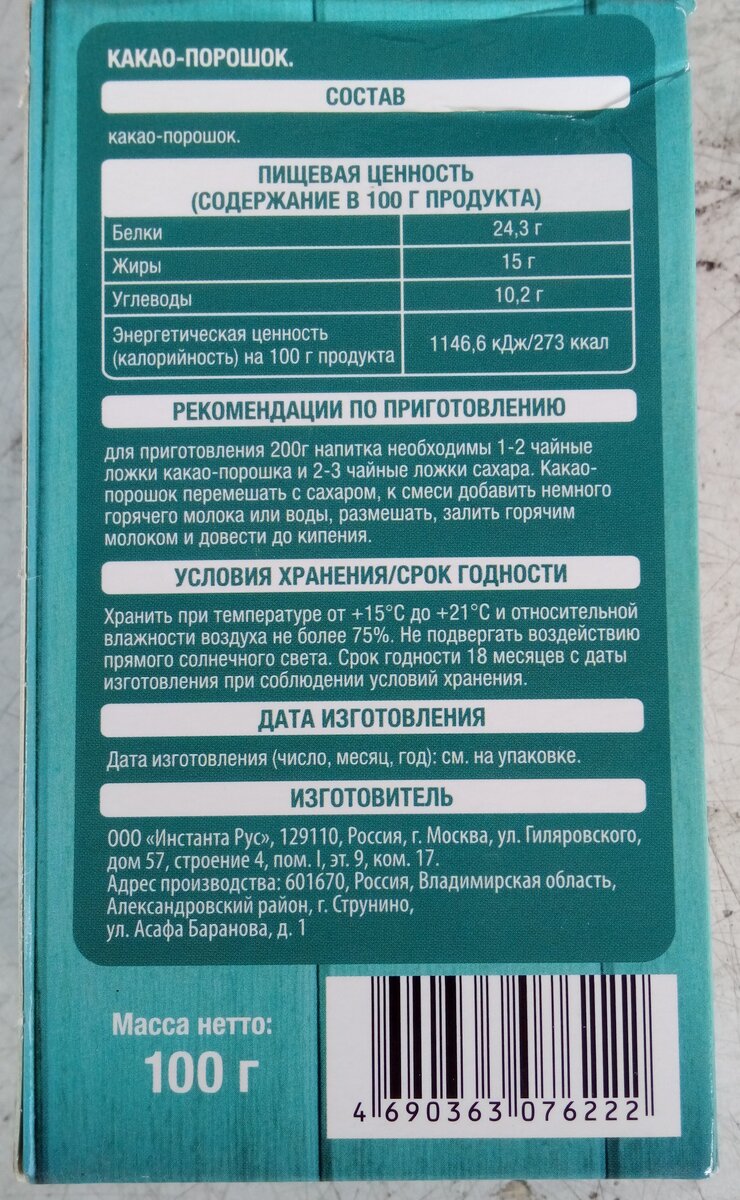 КАКАО-ПОРОШОК.
СОСТАВ
какао-порошок.
ПИЩЕВАЯ ЦЕННОСТЬ
(СОДЕРЖАНИЕ В 100 Г ПРОДУКТА)
Белки 24,3 г
Жиры 15 г
Углеводы 10,2 г
Энергетическая ценность
(калорийность) на 100 г продукта 1146,6 кДж/273 ккал
РЕКОМЕНДАЦИИ ПО ПРИГОТОВЛЕНИЮ
для приготовления 200г напитка необходимы 1-2 чайные
ложки какао-порошка и 2-3 чайные ложки сахара. Какао-
порошок перемешать с сахаром, к смеси добавить немного
горячего молока или воды, размешать, залить горячим
молоком и довести до кипения.
УСЛОВИЯ ХРАНЕНИЯ/СРОК ГОДНОСТИ
Хранить при температуре от +15°С до +21°С и относительной
влажности воздуха не более 75%. Не подвергать воздействию
прямого солнечного света. Срок годности 18 месяцев с даты
изготовления при соблюдении условий хранения.
ДАТА ИЗГОТОВЛЕНИЯ
Дата изготовления (число, месяц, год): см. на упаковке.
ИЗГОТОВИТЕЛЬ
ООО «Инстанта Рус», 129110, Россия, г. Москва, ул. Гиляровского,
дом 57, строение 4, пом. I, эт. 9, ком. 17.
Адрес производства: 601670, Россия, Владимирская область,
Александровский район, г. Струнино,
ул. Асафа Баранова, д. 1
Масса нетто:
100 г
4 690363 076222